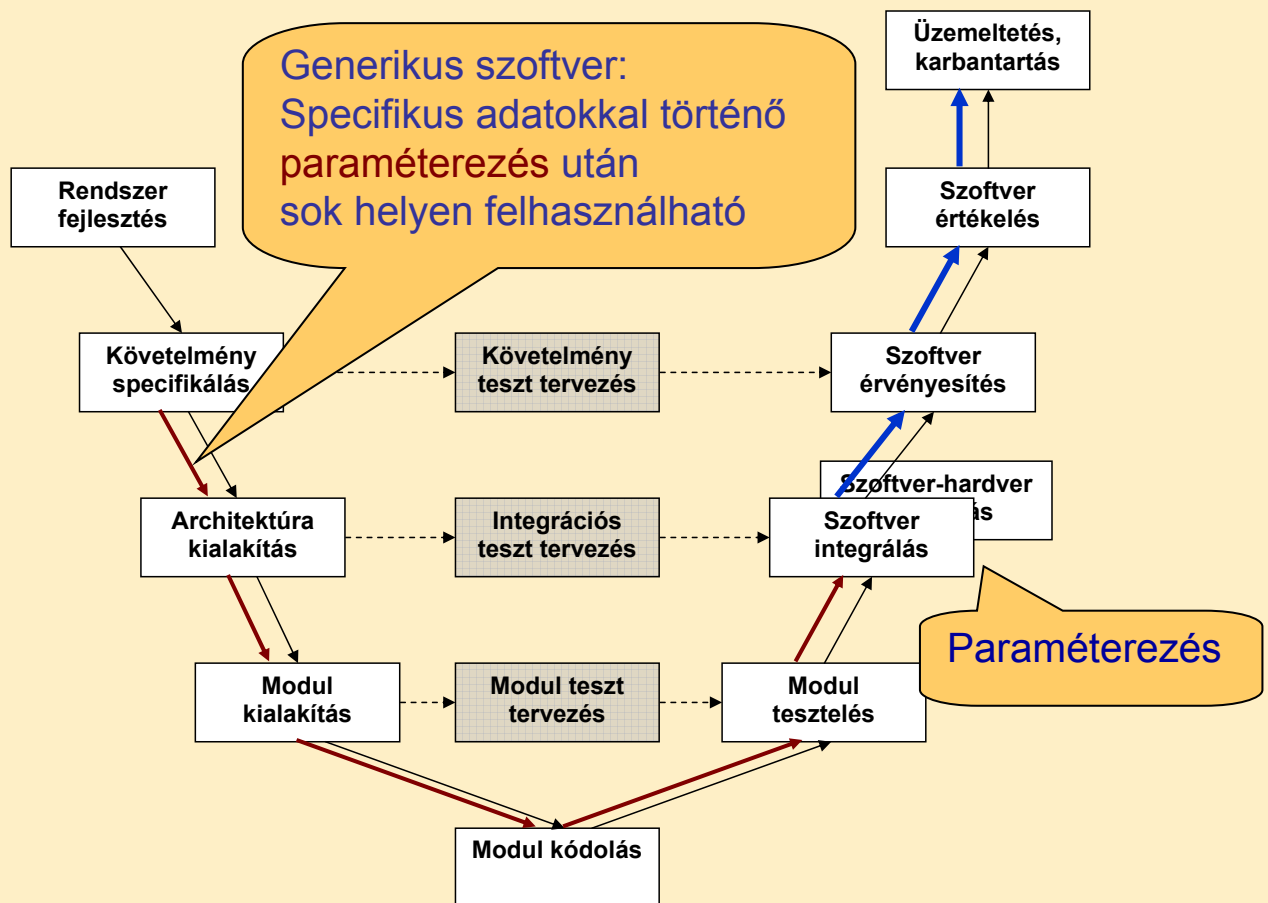 Generikus szoftver:
Specifikus adatokkal történő
paraméterezés után
sok helyen felhasználható
Üzemeltetés,
karbantartás
Rendszer
fejlesztés
Szoftver
értékelés
Követelmény
specifikálás
Követelmény
teszt tervezés
Szoftver
érvényesítés
Szoftver-hardver
Architektúra
kialakítás
Integrációs
teszt tervezés
Szoftver
integrálás
Paraméterezés
Modul
kialakítás
Modul teszt
tervezés
Modul
tesztelés
Modul kódolás